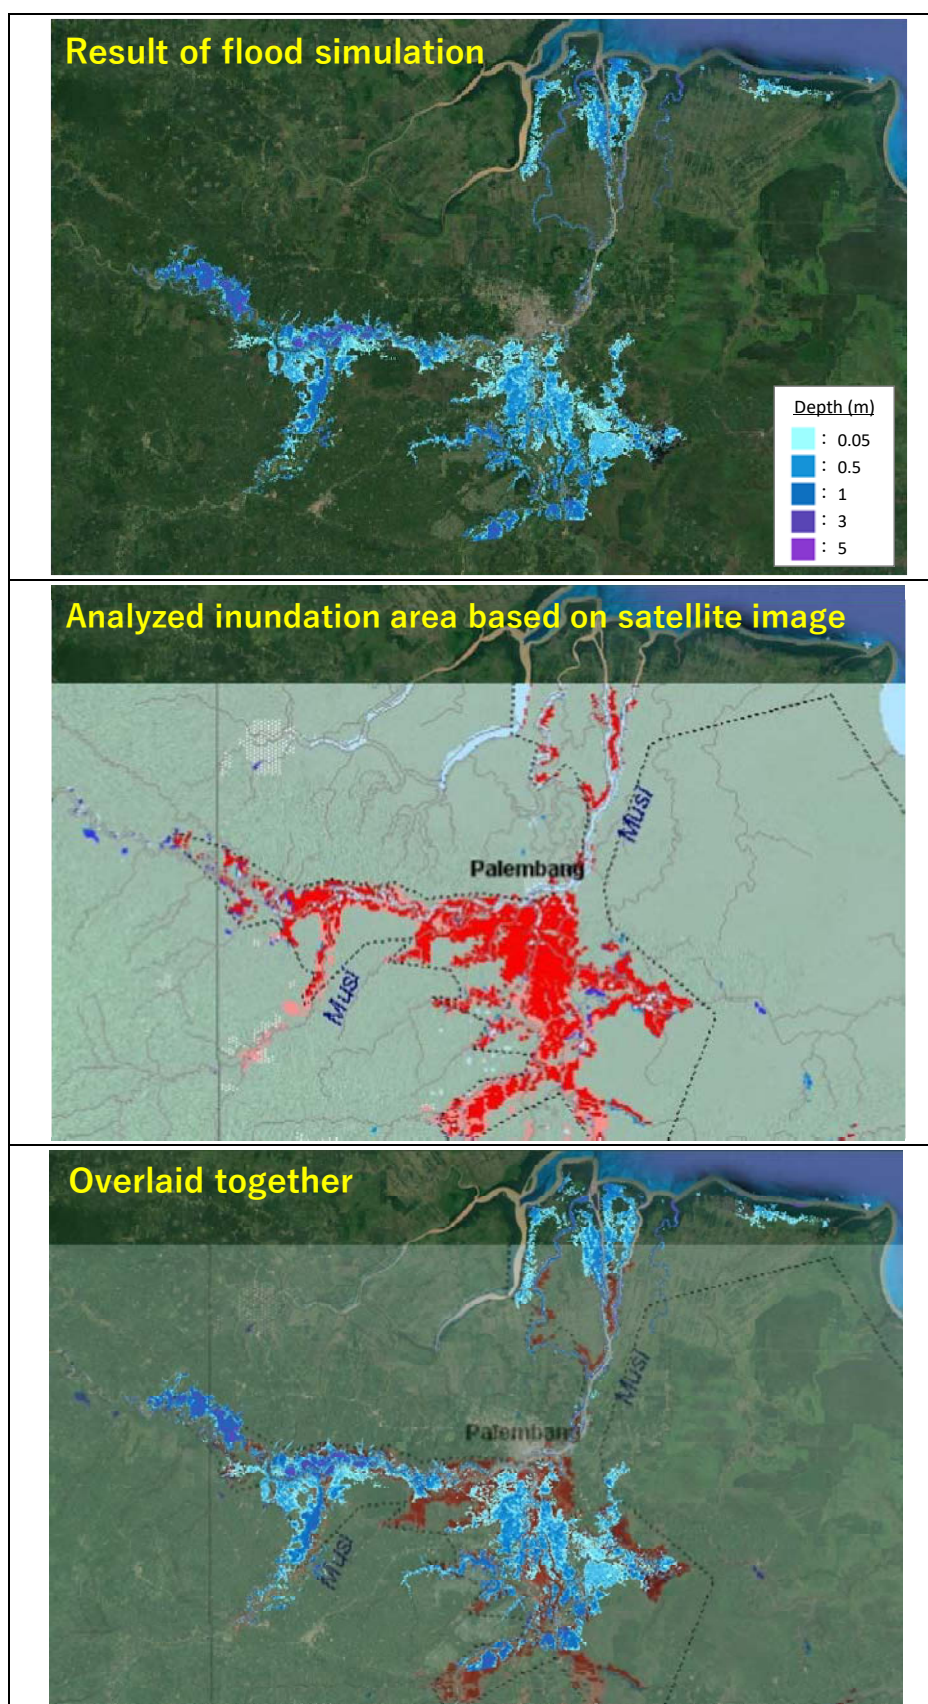 Result of flood simulation
Depth (m)
: 0.05
: 0.5
: 1
: 3
: 5
Analyzed inundation area based on satellite image
Musi
Palembang
Musi
Overlaid together
Musi
Palembang
Musi